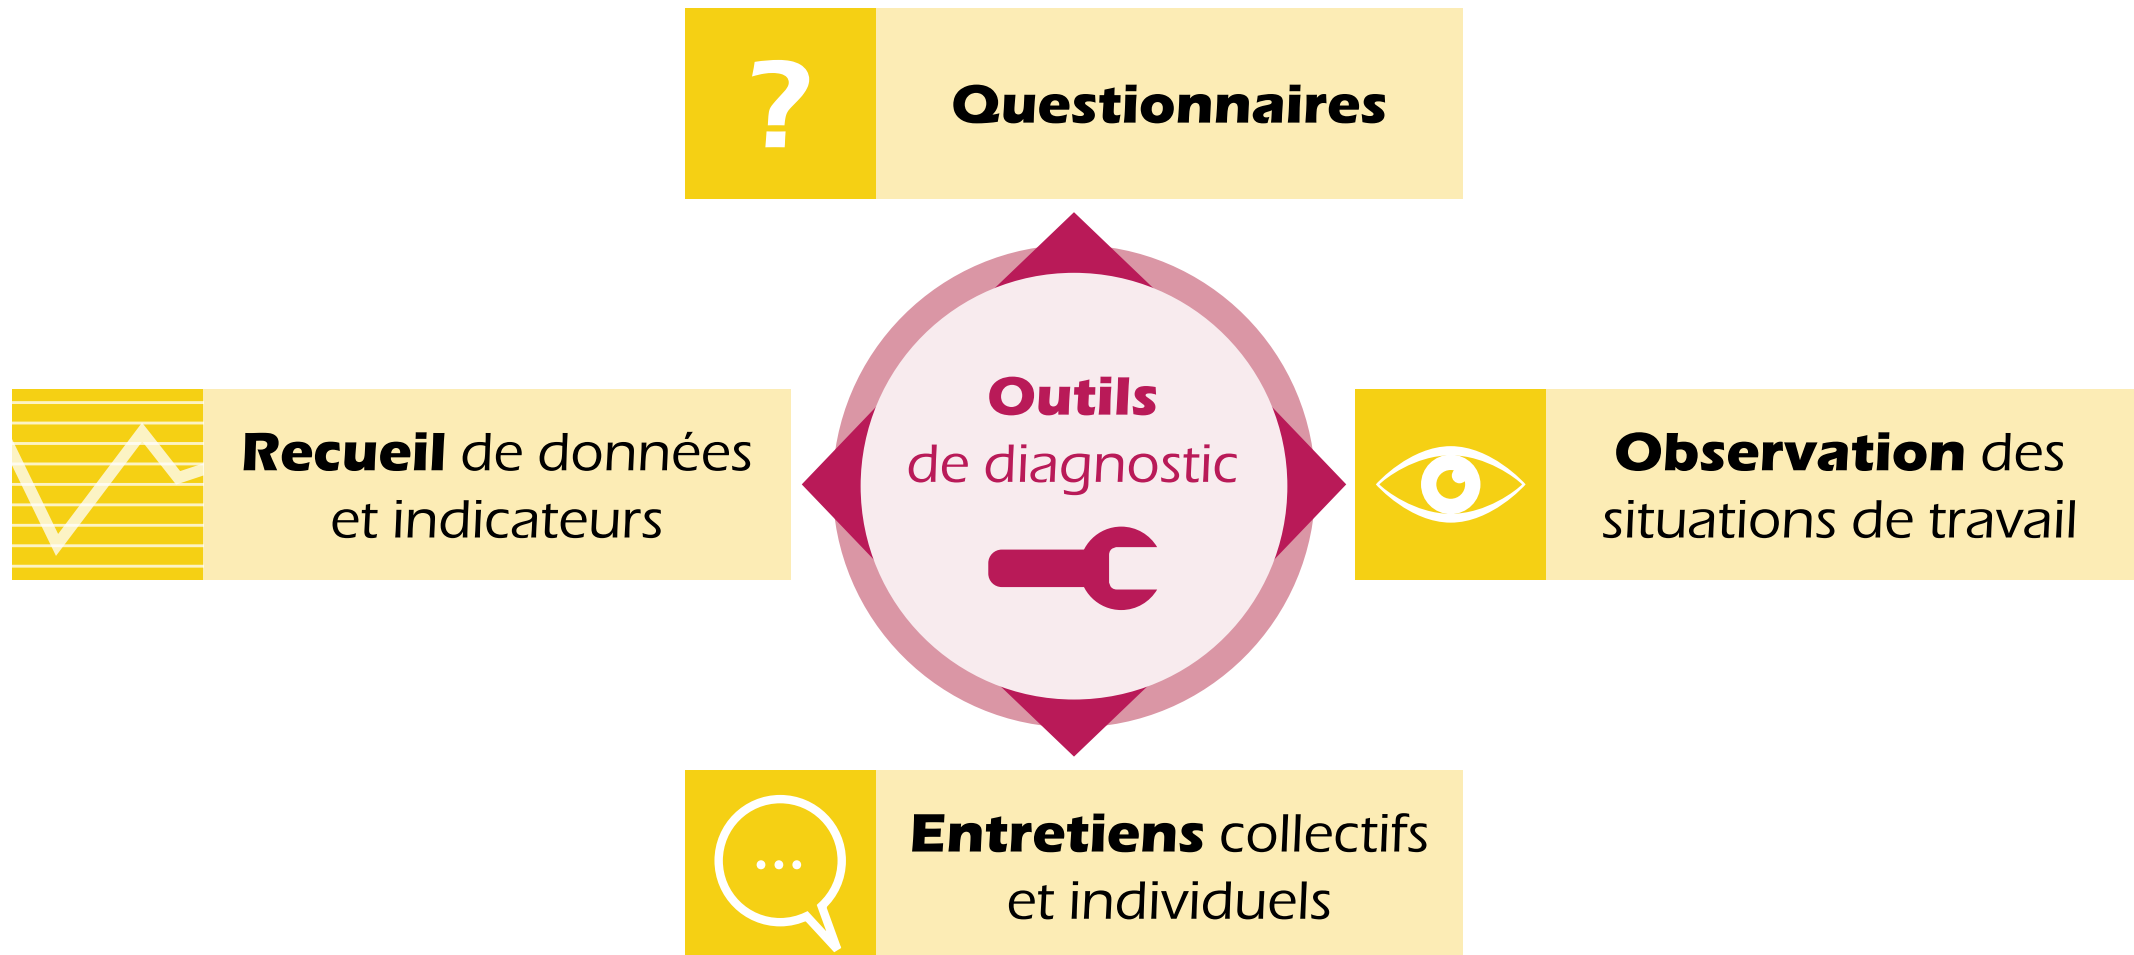 ?
Questionnaires
Recueil de données
et indicateurs
Outils
de diagnostic
Observation des
situations de travail
...
Entretiens collectifs
et individuels